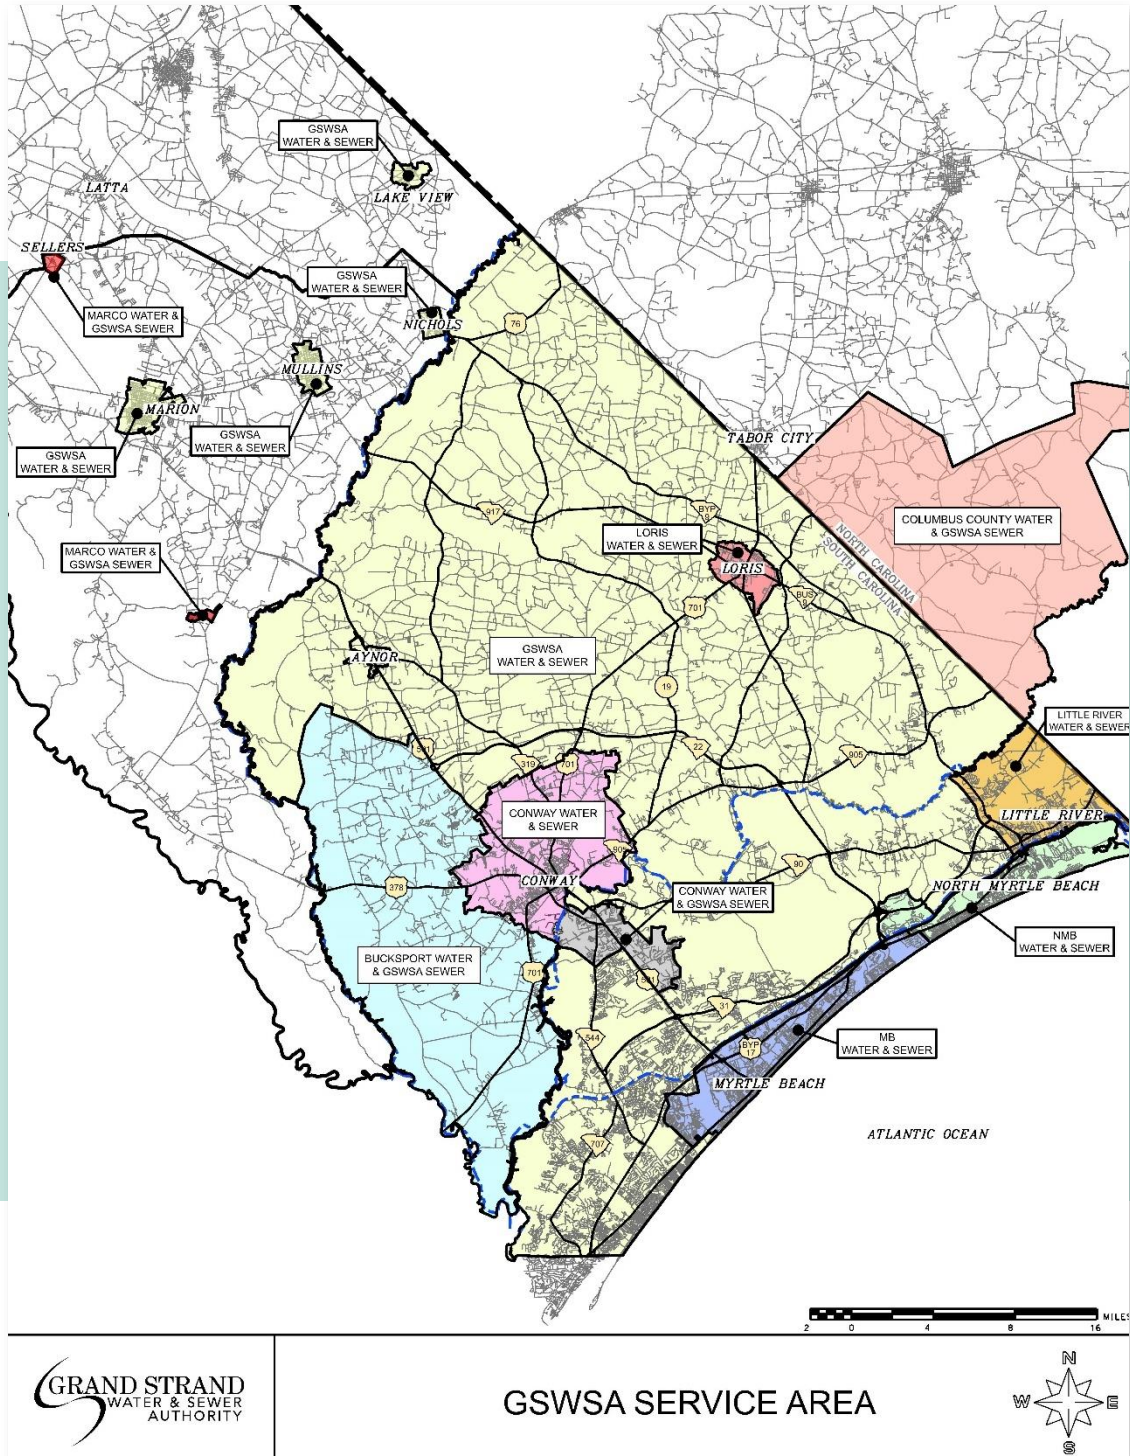 GSWSA
WATER & SEWER
LAKE VIEW
LATTA
SELLERS
MARCO WATER &
GSWSA SEWER
GSWSA
WATER & SEWER
NICHOLS
76
MULLINS
MARION
GSWSA
WATER & SEWER
GSWSA
WATER & SEWER
TABOR CITY
917
BYP
9
COLUMBUS COUNTY WATER
& GSWSA SEWER
NORTH CAROLINA
SOUTH CAROLINA
LORIS
WATER & SEWER
LORIS
MARCO WATER &
GSWSA SEWER
BUS
9
701
AYNOR
GSWSA
WATER & SEWER
19
LITTLE RIVER
WATER & SEWER
501
319
701
22
905
CONWAY WATER
& SEWER
LITTLE RIVER
905
90
378
CONWAY
CONWAY WATER
& GSWSA SEWER
NORTH MYRTLE BEACH
NMB
WATER & SEWER
BUCKSPORT WATER
& GSWSA SEWER
701
501
31
544
BYP
17
MB
WATER & SEWER
MYRTLE BEACH
ATLANTIC OCEAN
707
2 0 4 8 16 MILES
GRAND STRAND
WATER & SEWER
AUTHORITY
GSWSA SERVICE AREA
N
W E
S